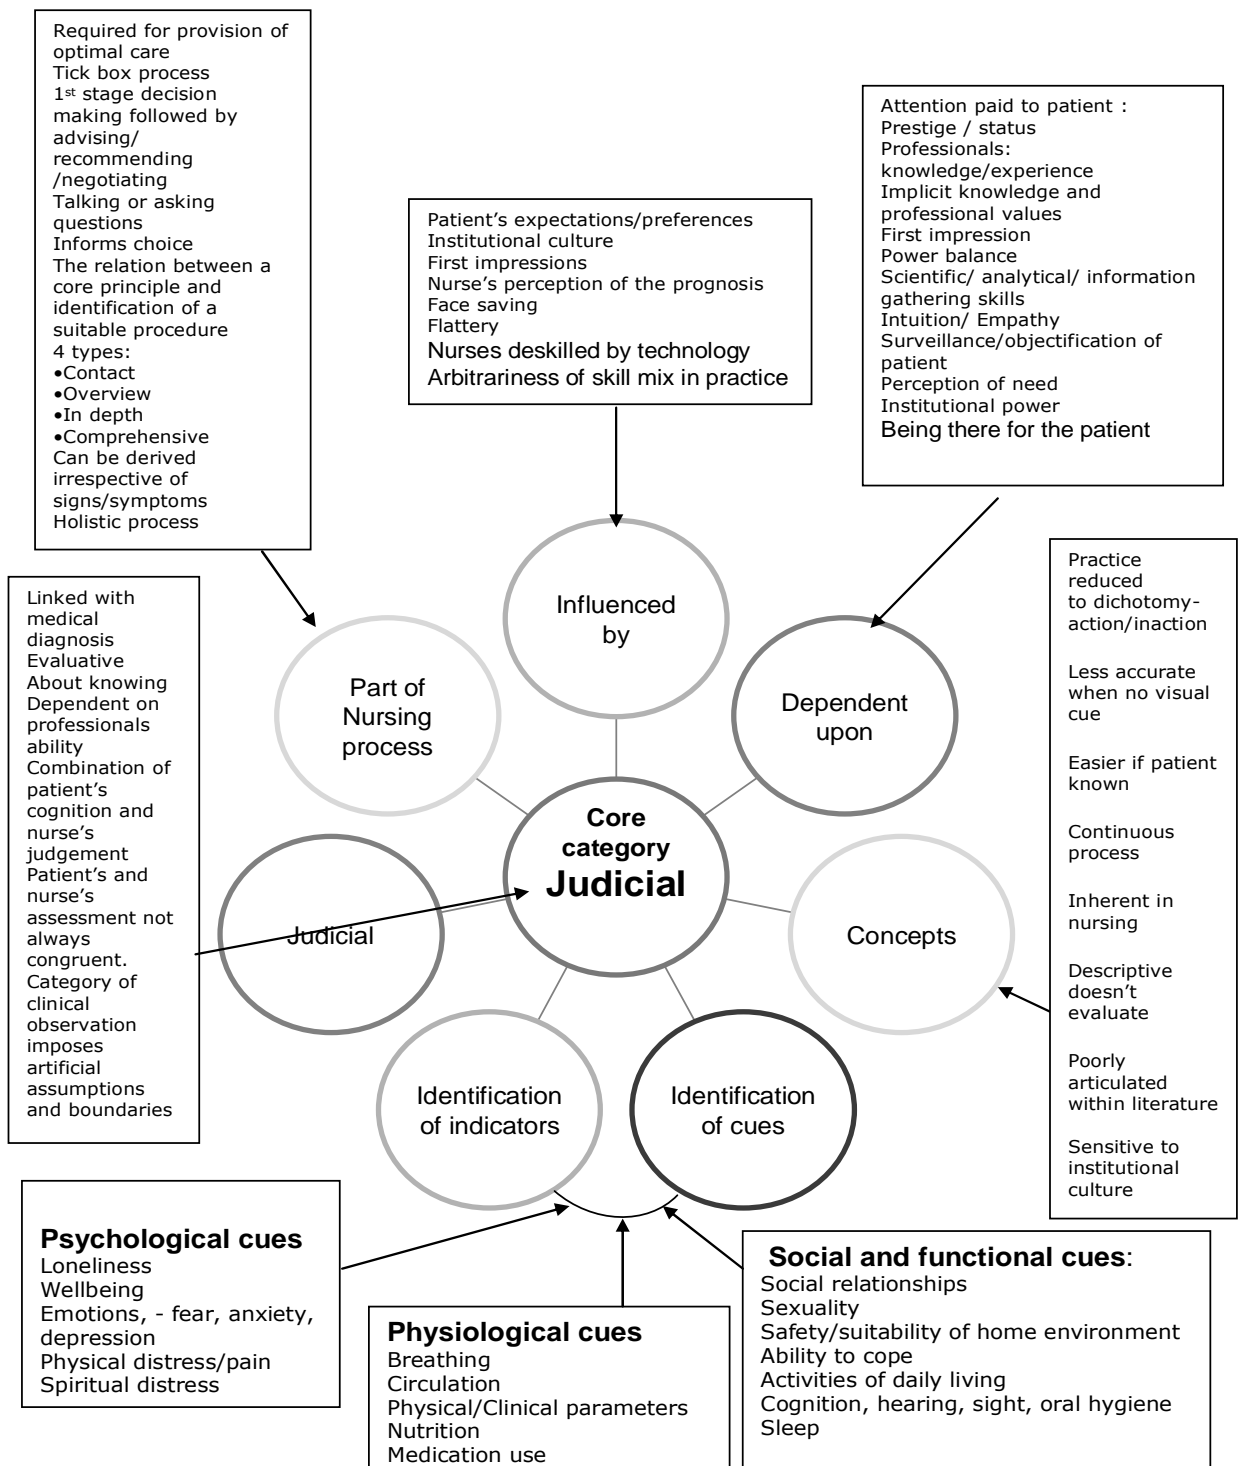 Required for provision of
optimal care
Tick box process
1st stage decision
making followed by
advising/
recommending
/negotiating
Talking or asking
questions
Informs choice
The relation between a
core principle and
identification of a
suitable procedure
4 types:
•Contact
•Overview
•In depth
•Comprehensive
Can be derived
irrespective of
signs/symptoms
Holistic process
Patient's expectations/preferences
Institutional culture
First impressions
Nurse's perception of the prognosis
Face saving
Flattery
Nurses deskilled by technology
Arbitrariness of skill mix in practice
Attention paid to patient :
Prestige / status
Professionals:
knowledge/experience
Implicit knowledge and
professional values
First impression
Power balance
Scientific/ analytical/ information
gathering skills
Intuition/ Empathy
Surveillance/objectification of
patient
Perception of need
Institutional power
Being there for the patient
Linked with
medical
diagnosis
Evaluative
About knowing
Dependent on
professionals
ability
Combination of
patient's
cognition and
nurse's
judgement
Patient's and
nurse's
assessment not
always
congruent.
Category of
clinical
observation
imposes
artificial
assumptions
and boundaries
Influenced
by
Part of
Nursing
process
Dependent
upon
Core
category
Judicial
Judicial
Concepts
Identification
of indicators
Identification
of cues
Practice
reduced
to dichotomy-
action/inaction
Less accurate
when no visual
cue
Easier if patient
known
Continuous
process
Inherent in
nursing
Descriptive
doesn't
evaluate
Poorly
articulated
within literature
Sensitive to
institutional
culture
Psychological cues
Loneliness
Wellbeing
Emotions, - fear, anxiety,
depression
Physical distress/pain
Spiritual distress
Physiological cues
Breathing
Circulation
Physical/Clinical parameters
Nutrition
Medication use
Social and functional cues:
Social relationships
Sexuality
Safety/suitability of home environment
Ability to cope
Activities of daily living
Cognition, hearing, sight, oral hygiene
Sleep